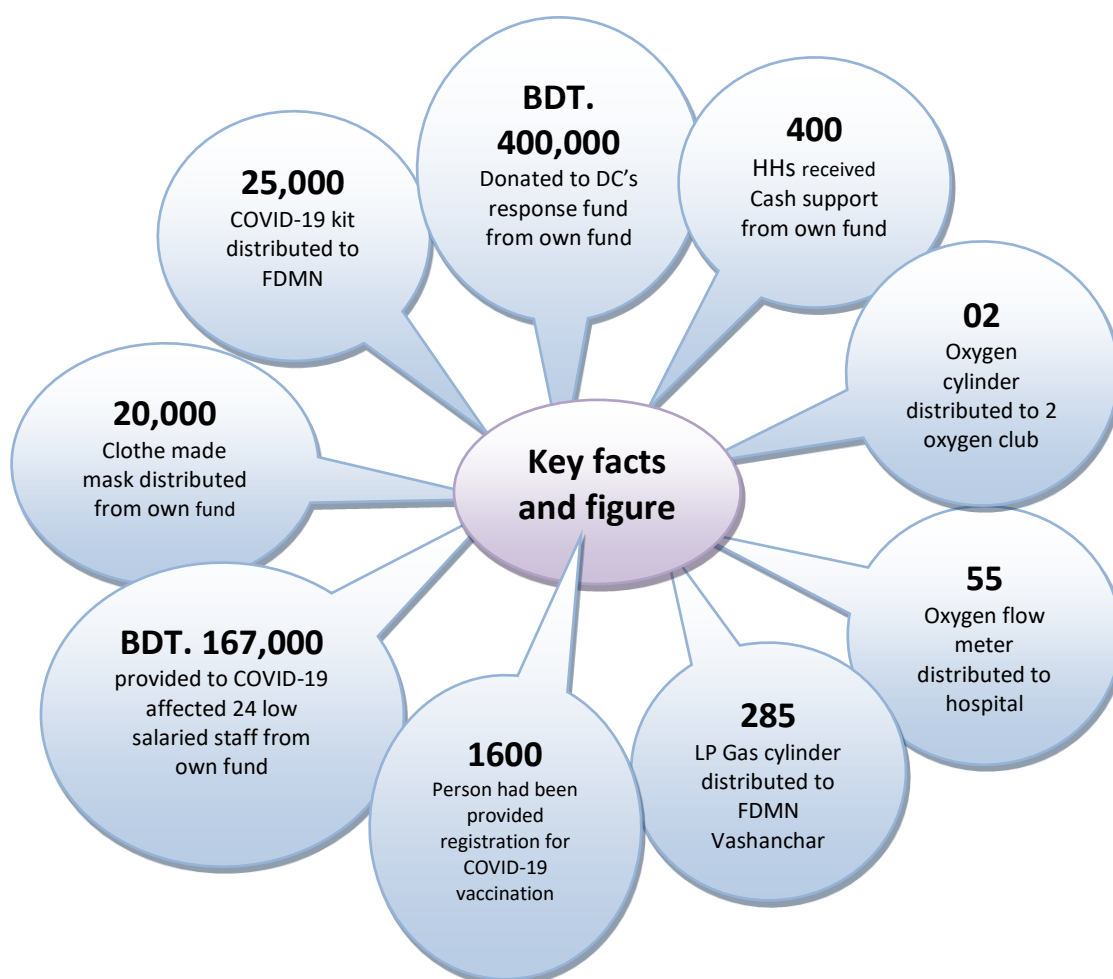 BDT.
400,000
Donated to DC's
response fund
from own fund
400
HHs received
Cash support
from own fund
02
Oxygen
cylinder
distributed to 2
oxygen club
55
Oxygen flow
meter
distributed to
hospital
285
LP Gas cylinder
distributed to
FDMN
Vashanchar
1600
Person had been
provided
registration for
COVID-19
vaccination
BDT. 167,000
provided to COVID-19
affected 24 low
salaried staff from
own fund
20,000
Clothe made
mask distributed
from own fund
25,000
COVID-19 kit
distributed to
FDMN
Key facts
and figure